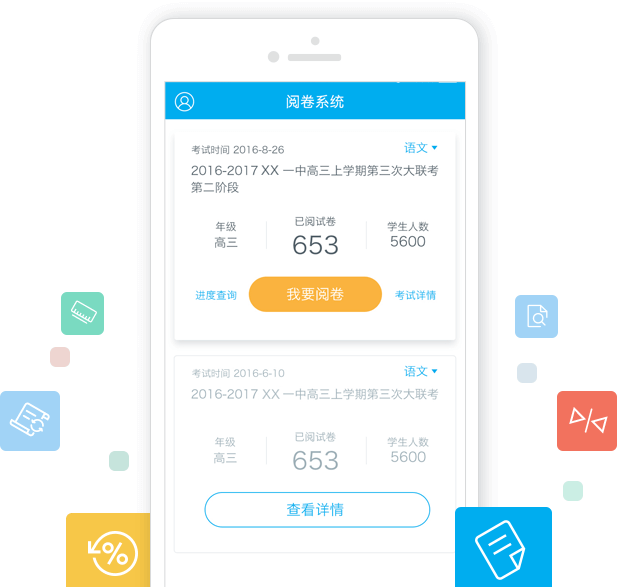 阅卷系统
考试时间 2016-8-26
语文
2016-2017 XX 一中高三上学期第三次大联考
第二阶段
年级
已阅试卷
学生人数
高三
653
5600
进度查询
我要阅卷
考试详情
考试时间 2016-6-10
语文
2016-2017 XX 一中高三上学期第三次大联考
年级
已阅试卷
学生人数
高三
653
5600
查看详情
%